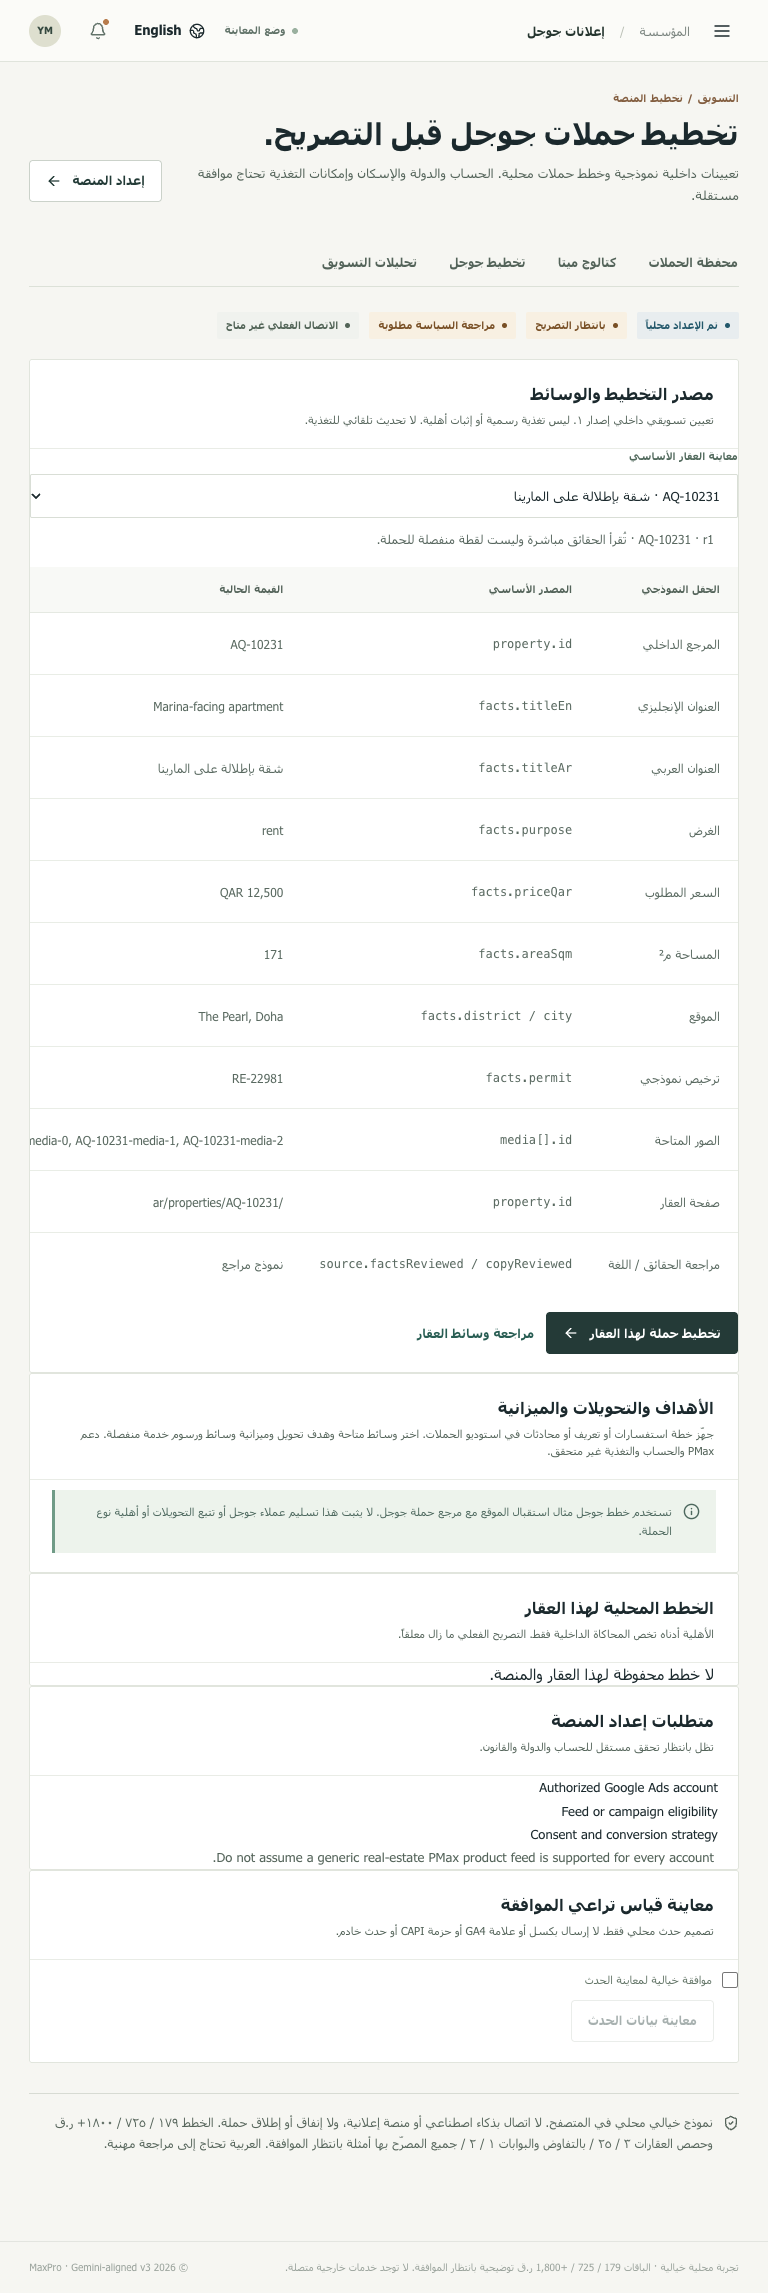 المؤسسة / إعلانات جوجل
وضع المعاينة
English
YM
التسويق / تخطيط المنصة
تخطيط حملات جوجل قبل التصريح.
تعيينات داخلية نموذجية وخطط حملات محلية. الحساب والدولة والإسكان وإمكانات التغذية تحتاج موافقة
مستقلة.
إعداد المنصة
محفظة الحملات
كتالوج ميتا
تخطيط جوجل
تحليلات التسويق
تم الإعداد محلياً
بانتظار التصريح
مراجعة السياسة مطلوبة
الاتصال الفعلي غير متاح
مصدر التخطيط والوسائط
تعيين تسويقي داخلي إصدار ١. ليس تغذية رسمية أو إثبات أهلية. لا تحديث تلقائي للتغذية.
معاينة العقار الأساسي
AQ-10231 · شقة بإطلالة على المارينا
AQ-10231 · r1 · تُقرأ الحقائق مباشرة وليست لقطة منفصلة للحملة.
الحقل النموذجي المصدر الأساسي القيمة الحالية
المرجع الداخلي property.id AQ-10231
العنوان الإنجليزي facts.titleEn Marina-facing apartment
العنوان العربي facts.titleAr شقة بإطلالة على المارينا
الغرض facts.purpose rent
السعر المطلوب facts.priceQar QAR 12,500
المساحة م² facts.areaSqm 171
الموقع facts.district / city The Pearl, Doha
ترخيص نموذجي facts.permit RE-22981
الصور المتاحة media[].id media-0, AQ-10231-media-1, AQ-10231-media-2
صفحة العقار property.id ar/properties/AQ-10231/
مراجعة الحقائق / اللغة source.factsReviewed / copyReviewed نموذج مراجع
تخطيط حملة لهذا العقار
مراجعة وسائط العقار
الأهداف والتحويلات والميزانية
جهّز خطة استفسارات أو تعريف أو محادثات في استوديو الحملات. اختر وسائط متاحة وهدف تحويل وميزانية وسائط ورسوم خدمة منفصلة. دعم
PMax والحساب والتغذية غير متحقق.
تستخدم خطط جوجل مثال استقبال الموقع مع مرجع حملة جوجل. لا يثبت هذا تسليم عملاء جوجل أو تتبع التحويلات أو أهلية نوع
الحملة.
الخطط المحلية لهذا العقار
الأهلية أدناه تخص المحاكاة الداخلية فقط. التصريح الفعلي ما زال معلقاً.
لا خطط محفوظة لهذا العقار والمنصة.
متطلبات إعداد المنصة
تظل بانتظار تحقق مستقل للحساب والدولة والقانون.
Authorized Google Ads account
Feed or campaign eligibility
Consent and conversion strategy
Do not assume a generic real-estate PMax product feed is supported for every account.
معاينة قياس تراعي الموافقة
تصميم حدث محلي فقط. لا إرسال بكسل أو علامة GA4 أو حزمة CAPI أو حدث خادم.
موافقة خيالية لمعاينة الحدث
معاينة بيانات الحدث
نموذج خيالي محلي في المتصفح. لا اتصال بذكاء اصطناعي أو منصة إعلانية، ولا إنفاق أو إطلاق حملة. الخطط ١٧٩ / ٧٢٥ / ١٨٠٠+ ر.ق
وحصص العقارات ٣ / ٢٥ / بالتفاوض والبوابات ١ / ٢ / جميع المصرّح بها أمثلة بانتظار الموافقة. العربية تحتاج إلى مراجعة مهنية.
تجربة محلية خيالية · الباقات 179 / 725 / +1,800 ر.ق توضيحية بانتظار الموافقة. لا توجد خدمات خارجية متصلة.
MaxPro · Gemini-aligned v3 2026 ©